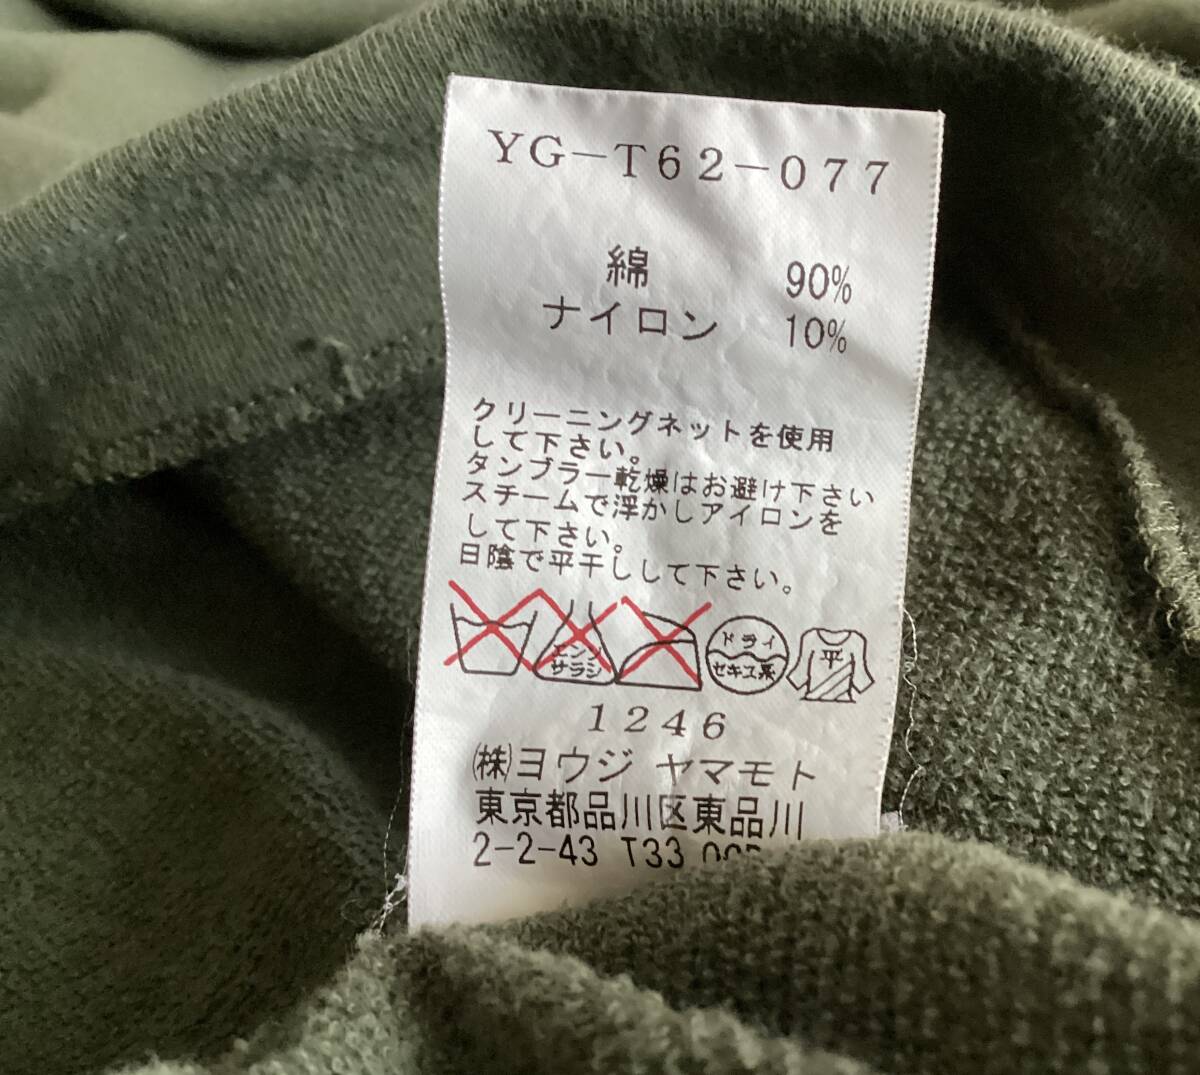 YG-T62-077
綿 90%
ナイロン 10%
クリーニングネットを使用
して下さい。
タンブラー乾燥はお避け下さい
スチームで浮かしアイロンを
して下さい。
日陰で平干しして下さい。
エンソ
サラシ
ドライ
セキユ系
平
1246
㈱ヨウジ ヤマモト
東京都品川区東品川
2-2-43 T33